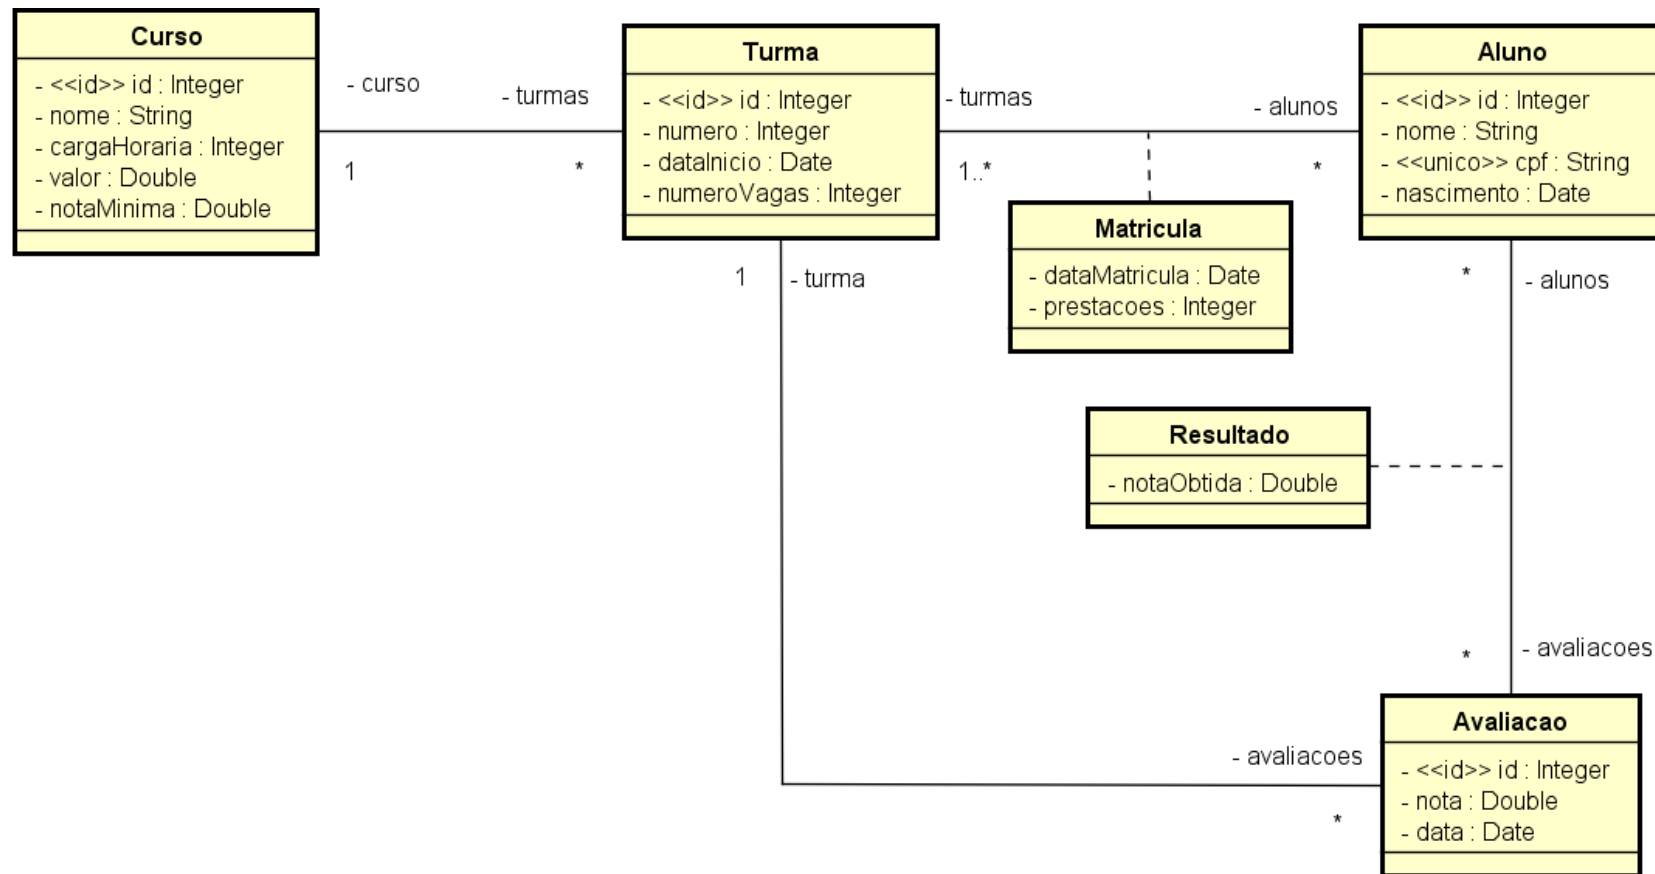 Curso
- <<id>> id : Integer
- nome : String
- cargaHoraria : Integer
- valor : Double
- notaMinima : Double
- curso
1
- turmas
*
Turma
- <<id>> id : Integer
- numero : Integer
- dataInicio : Date
- numeroVagas : Integer
- turmas
1..*
- alunos
*
Aluno
- <<id>> id : Integer
- nome : String
- <<unico>> cpf : String
- nascimento : Date
Matricula
- dataMatricula : Date
- prestacoes : Integer
1
- turma
*
- alunos
Resultado
- notaObtida : Double
*
- avaliacoes
- avaliacoes
*
Avaliacao
- <<id>> id : Integer
- nota : Double
- data : Date